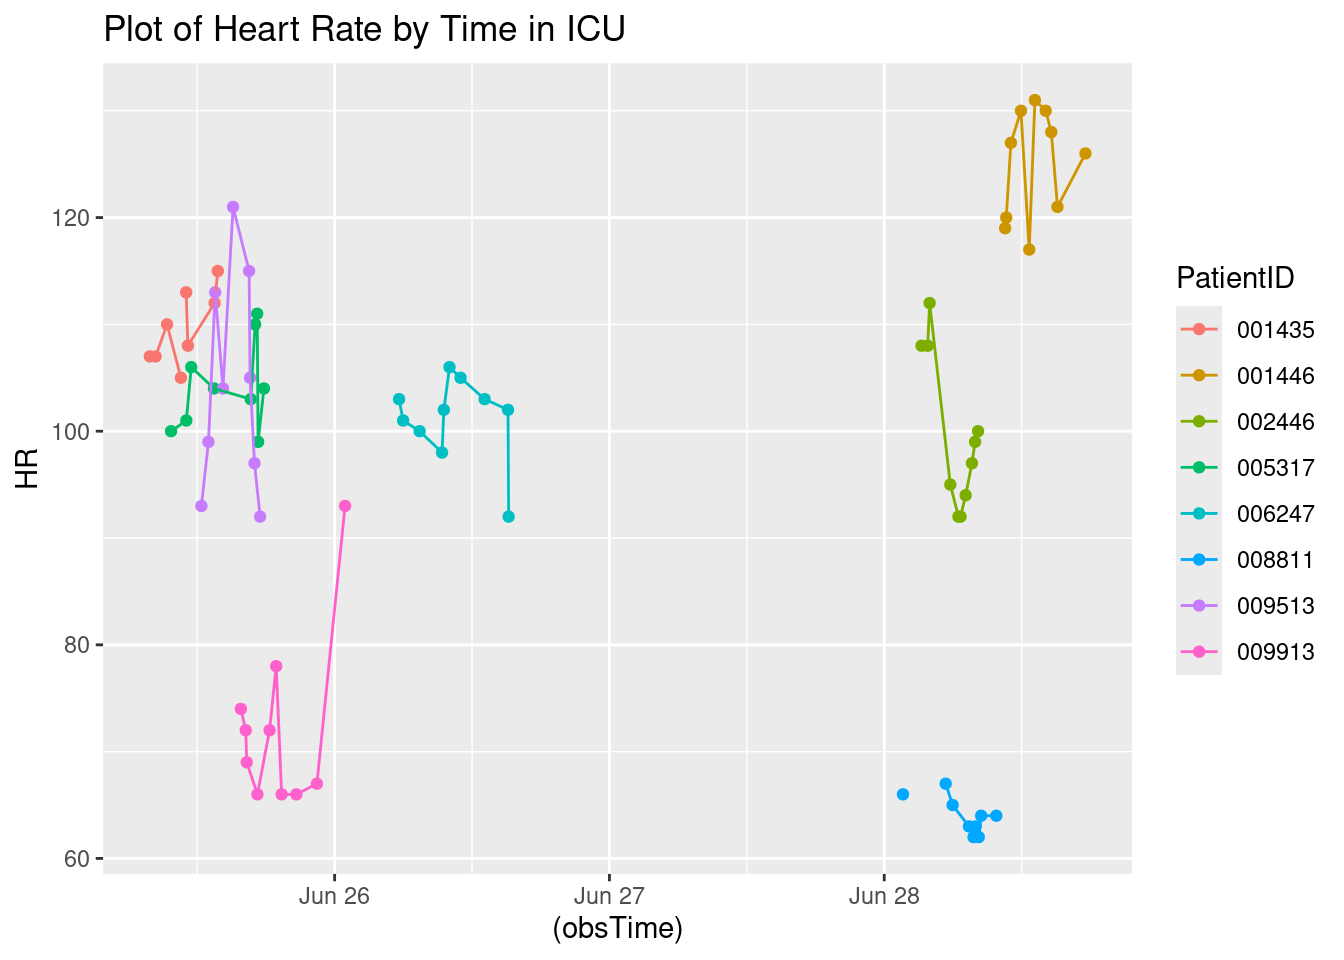 Plot of Heart Rate by Time in ICU
HR
120
100
80
60
Jun 26
Jun 27
Jun 28
(obsTime)
PatientID
001435
001446
002446
005317
006247
008811
009513
009913